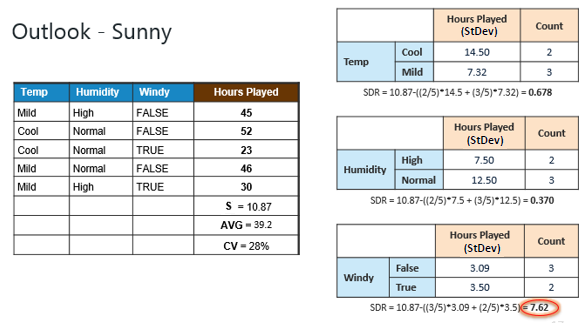 Outlook - Sunny
Temp Humidity Windy Hours Played
Mild High FALSE 45
Cool Normal FALSE 52
Cool Normal TRUE 23
Mild Normal FALSE 46
Mild High TRUE 30
S = 10.87
AVG = 39.2
CV = 28%
Hours Played (StDev) Count
Temp
Cool 14.50 2
Mild 7.32 3
SDR = 10.87-((2/5)*14.5 + (3/5)*7.32) = 0.678
Hours Played (StDev) Count
Humidity
High 7.50 2
Normal 12.50 3
SDR = 10.87-((2/5)*7.5 + (3/5)*12.5) = 0.370
Hours Played (StDev) Count
Windy
False 3.09 3
True 3.50 2
SDR = 10.87-((3/5)*3.09 + (2/5)*3.5)= 7.62